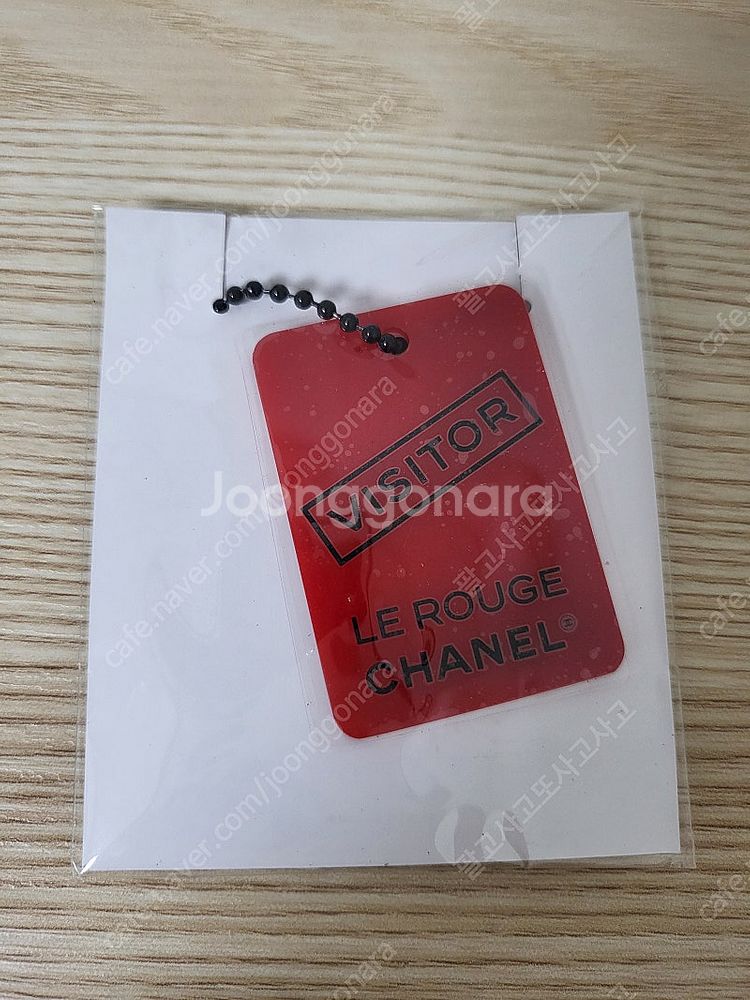 VISITOR
Joonggonara
LE ROUGE
CHANEL
cafe.naver.com/joonggonara
팔고사고또사고사고